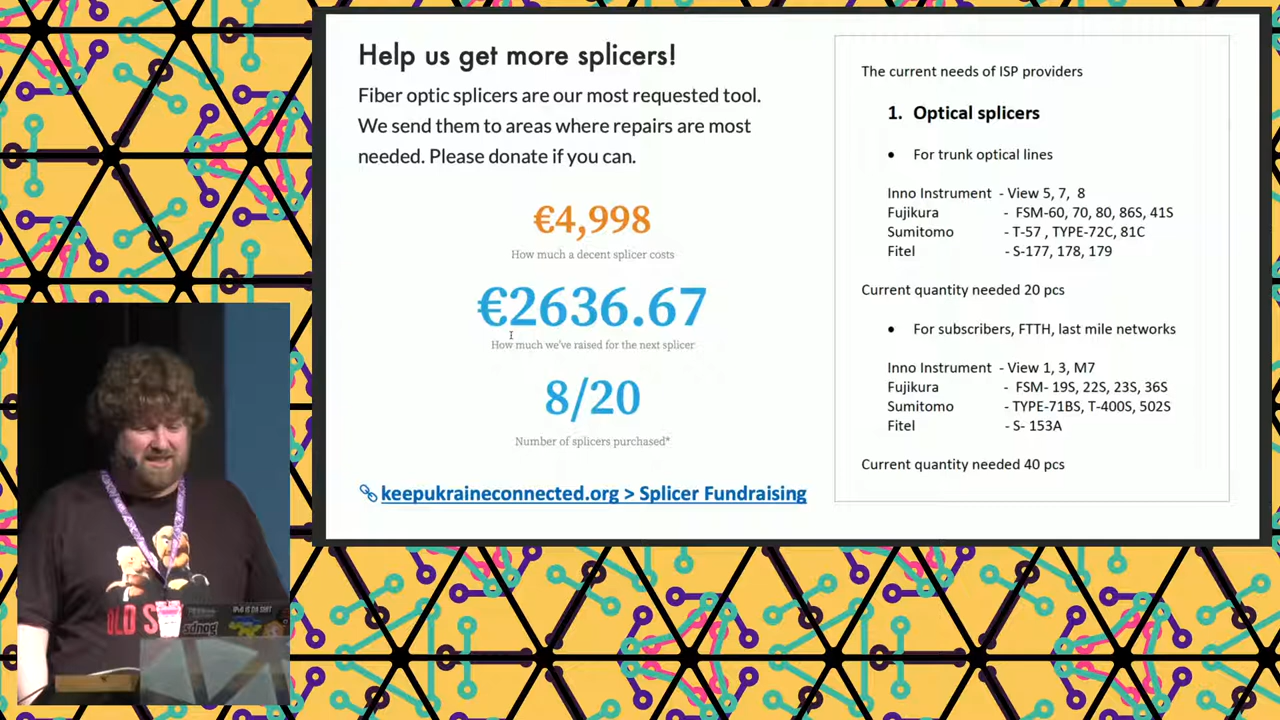 Help us get more splicers!
Fiber optic splicers are our most requested tool.
We send them to areas where repairs are most
needed. Please donate if you can.
€4,998
How much a decent splicer costs
€2636.67
How much we've raised for the next splicer
8/20
Number of splicers purchased*
keepukraineconnected.org > Splicer Fundraising
The current needs of ISP providers
1. Optical splicers
• For trunk optical lines
Inno Instrument - View 5, 7, 8
Fujikura - FSM-60, 70, 80, 86S, 41S
Sumitomo - T-57 , TYPE-72C, 81C
Fitel - S-177, 178, 179
Current quantity needed 20 pcs
• For subscribers, FTTH, last mile networks
Inno Instrument - View 1, 3, M7
Fujikura - FSM- 19S, 22S, 23S, 36S
Sumitomo - TYPE-71BS, T-400S, 502S
Fitel - S- 153A
Current quantity needed 40 pcs
OLD
sdnog